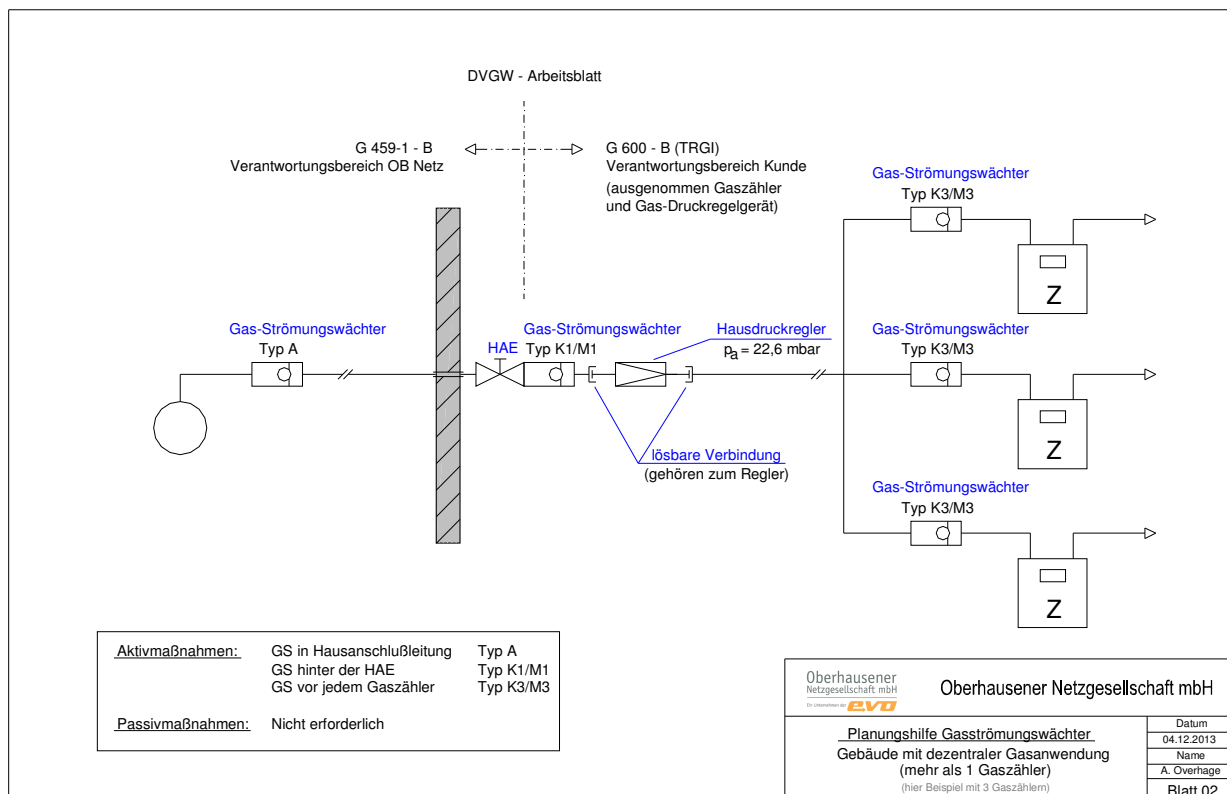 DVGW - Arbeitsblatt
G 459-1 - B
Verantwortungsbereich OB Netz
G 600 - B (TRGI)
Verantwortungsbereich Kunde
(ausgenommen Gaszähler
und Gas-Druckregelgerät)
Gas-Strömungswächter
Typ K3/M3
Z
Gas-Strömungswächter
Typ A
HAE
Gas-Strömungswächter
Typ K1/M1
Hausdruckregler
pa = 22,6 mbar
Gas-Strömungswächter
Typ K3/M3
Z
lösbare Verbindung
(gehören zum Regler)
Gas-Strömungswächter
Typ K3/M3
Z
Aktivmaßnahmen: GS in Hausanschlußleitung Typ A
GS hinter der HAE Typ K1/M1
GS vor jedem Gaszähler Typ K3/M3
Passivmaßnahmen: Nicht erforderlich
Oberhausener
Netzgesellschaft mbH
Ein Unternehmen der evo
Oberhausener Netzgesellschaft mbH
Planungshilfe Gasströmungswächter
Gebäude mit dezentraler Gasanwendung
(mehr als 1 Gaszähler)
(hier Beispiel mit 3 Gaszählern)
Datum
04.12.2013
Name
A. Overhage
Blatt 02